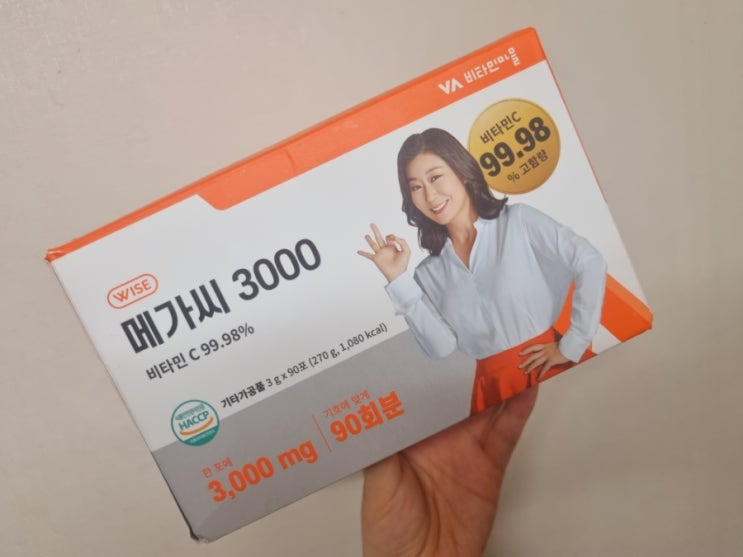 VA 비타민마을
비타민C
99.98
% 고함량
WISE
메가씨 3000
비타민 C 99.98%
기타가공품 3 g x 90포 (270 g, 1,080 kcal)
HACCP
한 포에
3,000 mg
기호에 맞게
90회분